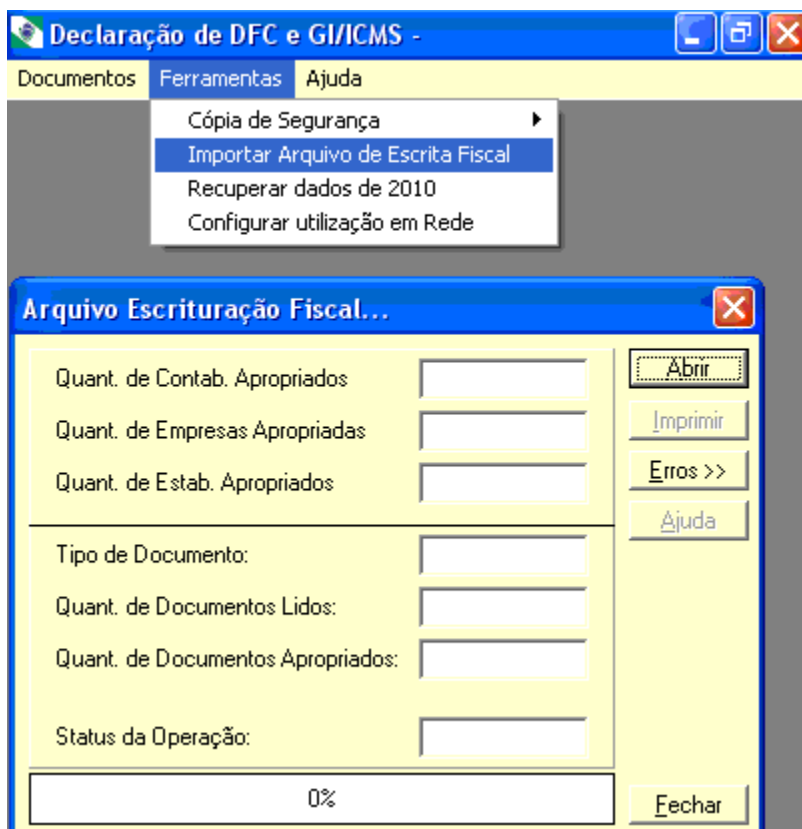 Declaração de DFC e GI/ICMS -
Documentos Ferramentas Ajuda
Cópia de Segurança
Importar Arquivo de Escrita Fiscal
Recuperar dados de 2010
Configurar utilização em Rede
Arquivo Escrituração Fiscal...
Quant. de Contab. Apropriados
Abrir
Quant. de Empresas Apropriadas
Imprimir
Quant. de Estab. Apropriados
Erros >>
Ajuda
Tipo de Documento:
Quant. de Documentos Lidos:
Quant. de Documentos Apropriados:
Status da Operação:
0%
Fechar